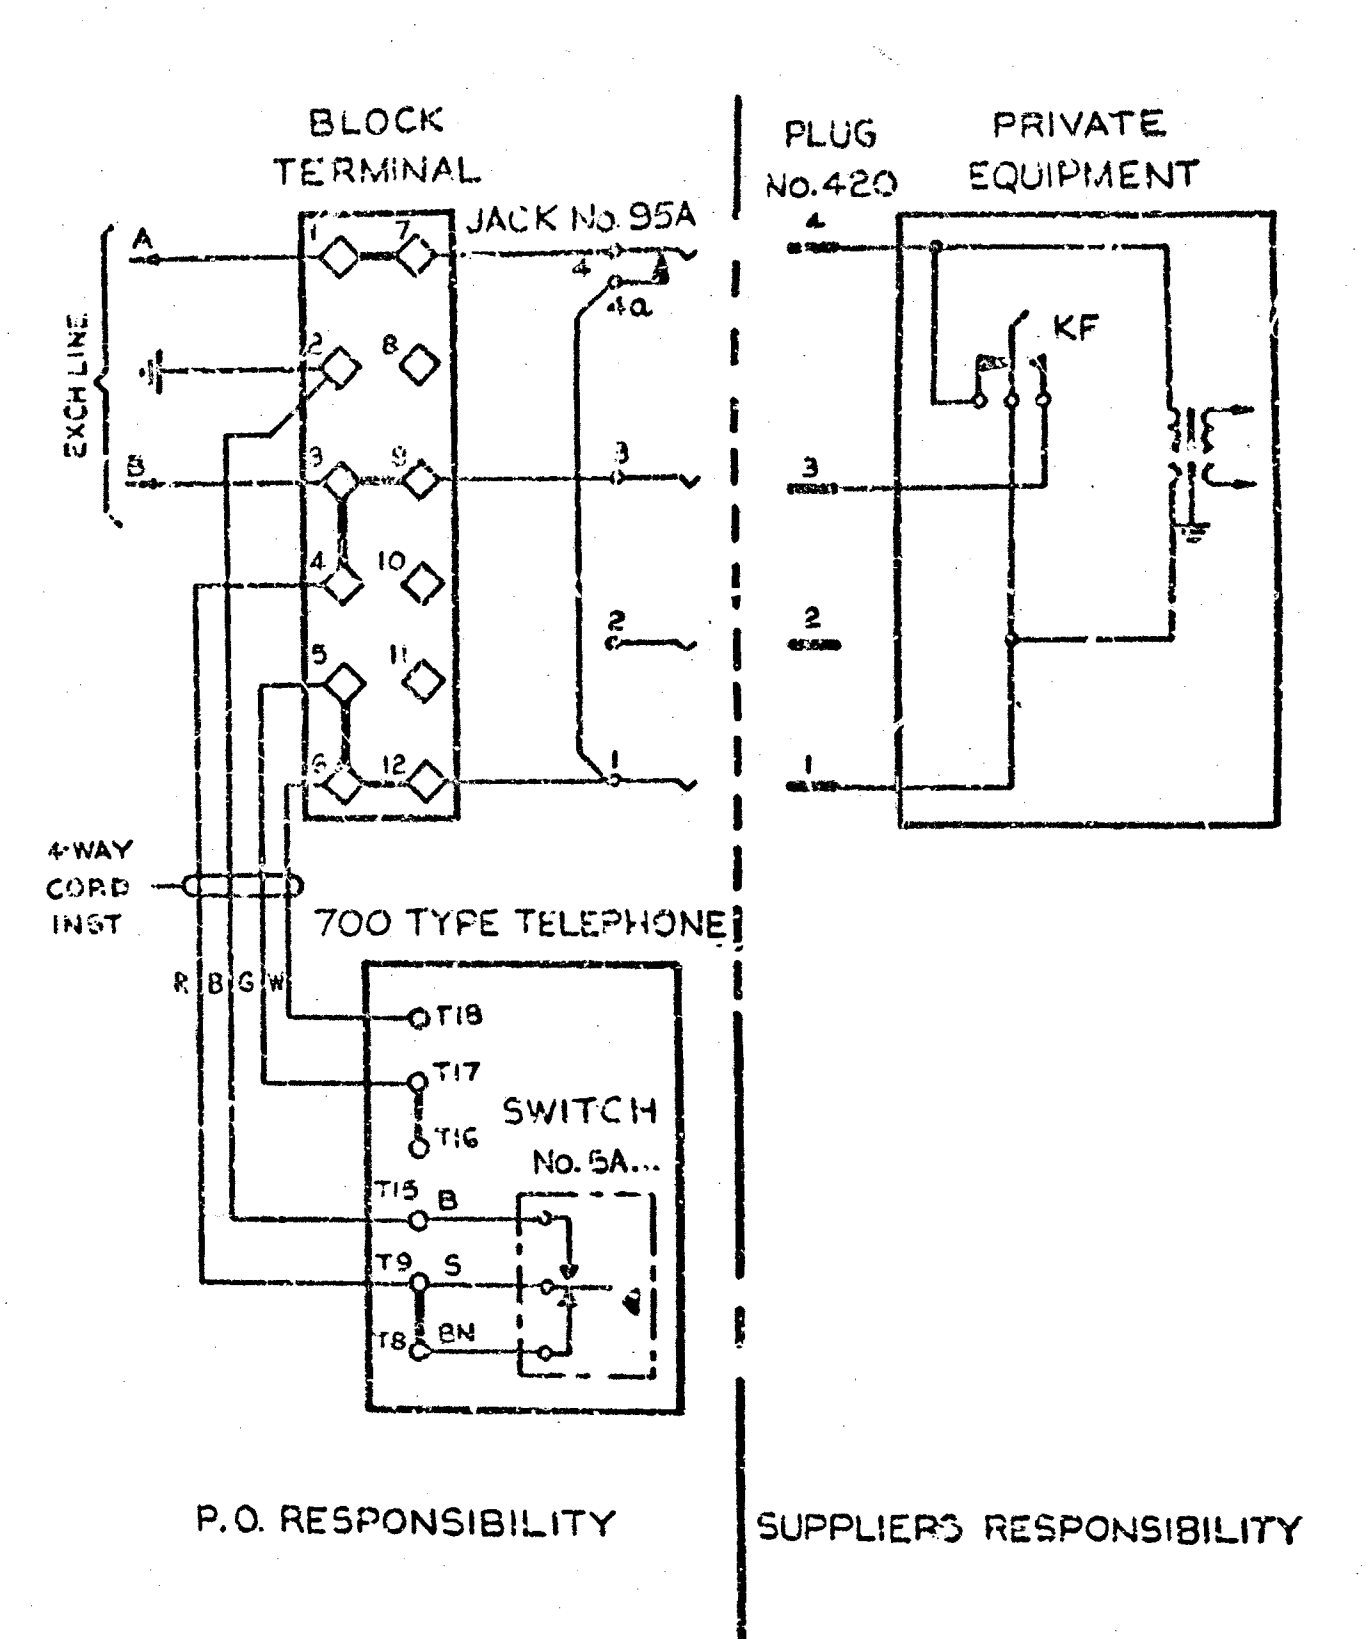 BLOCK
TERMINAL
PLUG
No. 420
PRIVATE
EQUIPMENT
JACK No. 95A
EXCH LINE
A
B
1
7
2
8
3
9
4
10
5
11
6
12
4
4a
3
2
1
4
3
2
1
KF
4-WAY
CORD
INST
R B G W
700 TYPE TELEPHONE
T18
T17
T16
SWITCH
No. 5A...
T15 B
T9 S
T8 BN
P.O. RESPONSIBILITY
SUPPLIERS RESPONSIBILITY